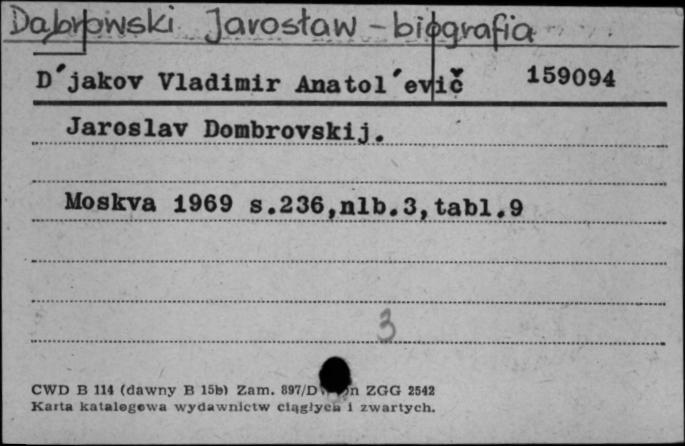 Dąbrowski Jarosław - biografia
D´jakov Vladimir Anatol´evič 159094
Jaroslav Dombrovskij.
Moskva 1969 s.236,nlb.3,tabl.9
3
CWD B 114 (dawny B 15b) Zam. 897/D n ZGG 2542
Karta katalogowa wydawnictw ciągłych i zwartych.